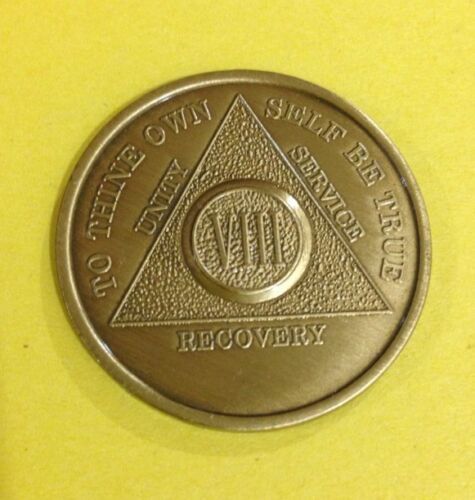 TO THINE OWN SELF BE TRUE
UNITY
SERVICE
VIII
RECOVERY